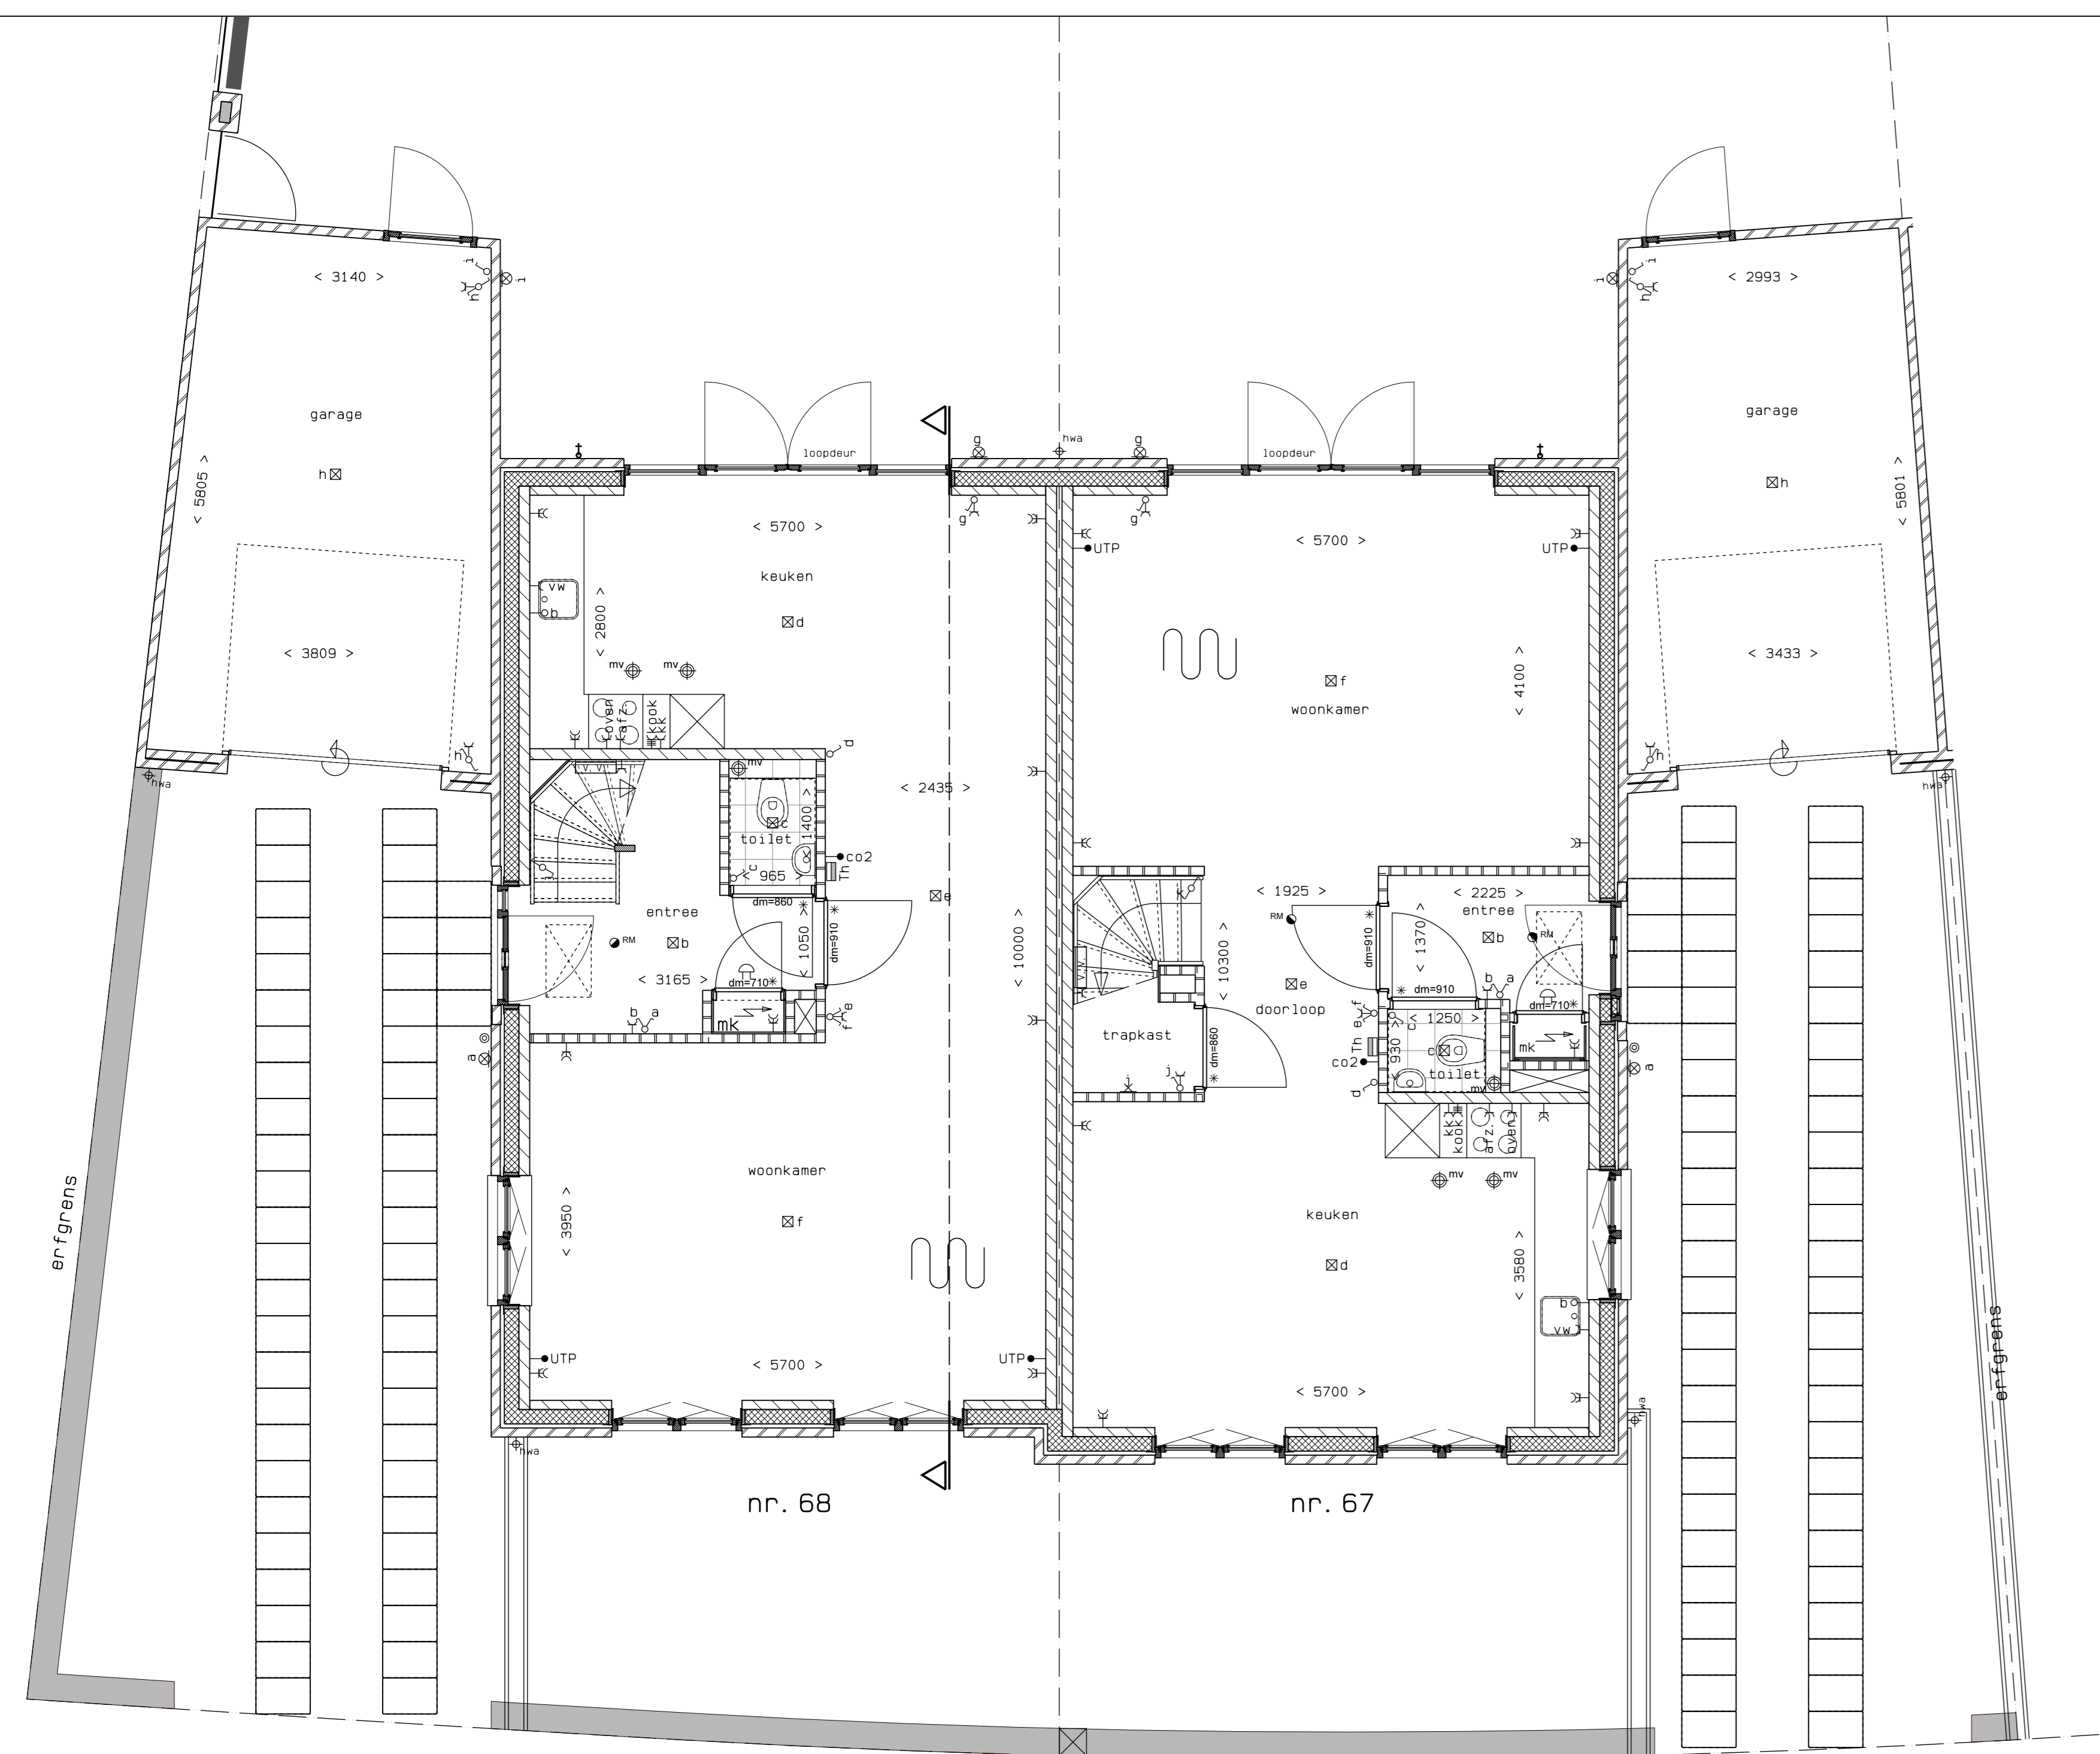 < 3140 >
i
h
i
garage
h
< 5805 >
< 3809 >
h
hwa
i
i
h
< 2993 >
garage
h
< 5801 >
< 3433 >
h
hwa
loopdeur
g
hwa
g
loopdeur
g
g
< 5700 >
keuken
d
vw
b
< 2800 >
mv
mv
oven
afz.
kook
kk
d
mv
c
toilet
< 1400 >
c
< 965 >
co2
Th
dm=860
< 2435 >
e
entree
RM
b
< 3165 >
< 1050 >
dm=910
dm=710
mk
b a
f e
a
< 10000 >
woonkamer
f
< 3950 >
UTP
UTP
< 5700 >
hwa
nr. 68
UTP
UTP
< 5700 >
f
woonkamer
< 4100 >
k
< 1925 >
RM
< 10300 >
e
doorloop
trapkast
dm=860
j
j
< 2225 >
entree
b
RM
< 1370 >
dm=910
dm=910
b a
dm=710
mk
< 1250 >
c
< 930 >
c
toilet
mv
f
e
Th
co2
d
a
kk
kook
afz.
oven
mv
mv
keuken
d
< 3580 >
b
vw
< 5700 >
hwa
nr. 67
erfgrens
erfgrens